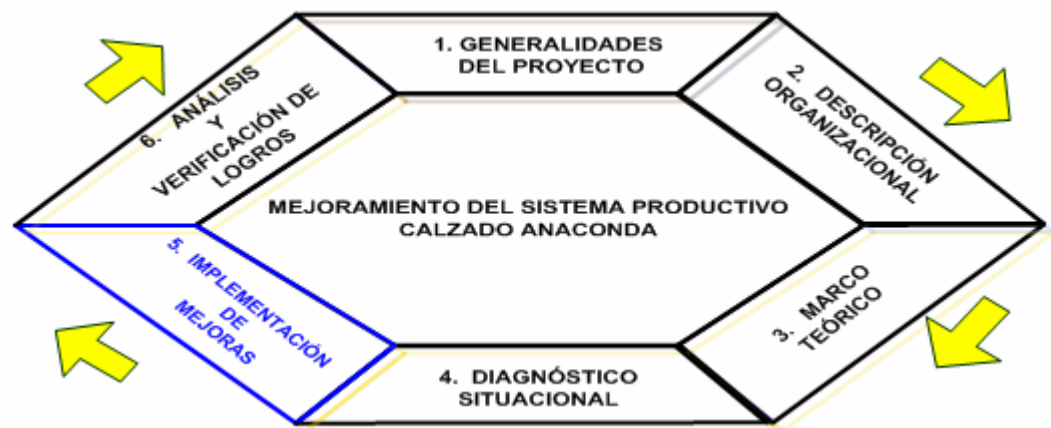 1. GENERALIDADES
DEL PROYECTO
2. DESCRIPCIÓN
ORGANIZACIONAL
3. MARCO
TEÓRICO
4. DIAGNÓSTICO
SITUACIONAL
5. IMPLEMENTACIÓN
DE
MEJORAS
6. ANÁLISIS
Y
VERIFICACIÓN DE
LOGROS
MEJORAMIENTO DEL SISTEMA PRODUCTIVO
CALZADO ANACONDA